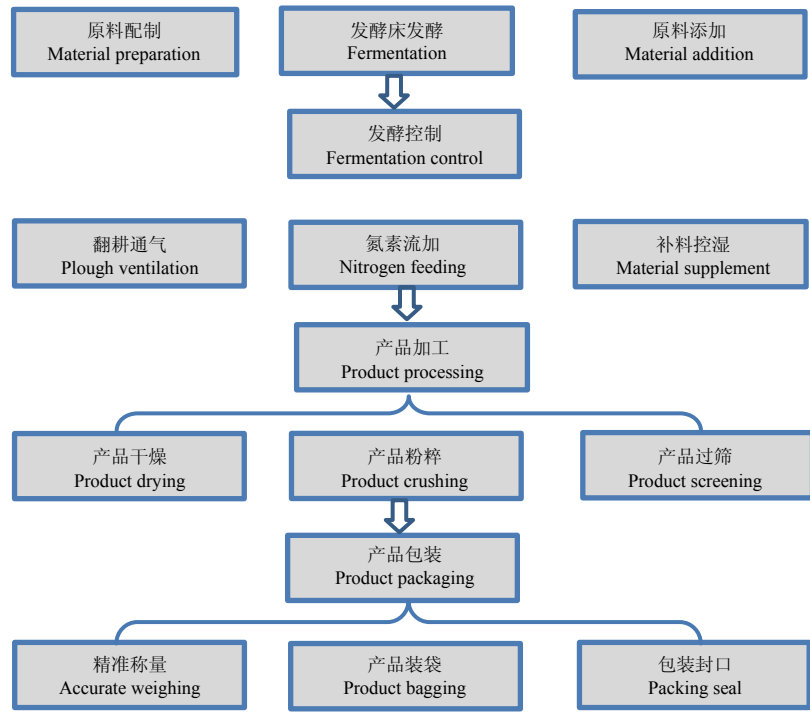 原料配制
Material preparation
发酵床发酵
Fermentation
原料添加
Material addition
发酵控制
Fermentation control
翻耕通气
Plough ventilation
氮素流加
Nitrogen feeding
补料控湿
Material supplement
产品加工
Product processing
产品干燥
Product drying
产品粉粹
Product crushing
产品过筛
Product screening
产品包装
Product packaging
精准称量
Accurate weighing
产品装袋
Product bagging
包装封口
Packing seal